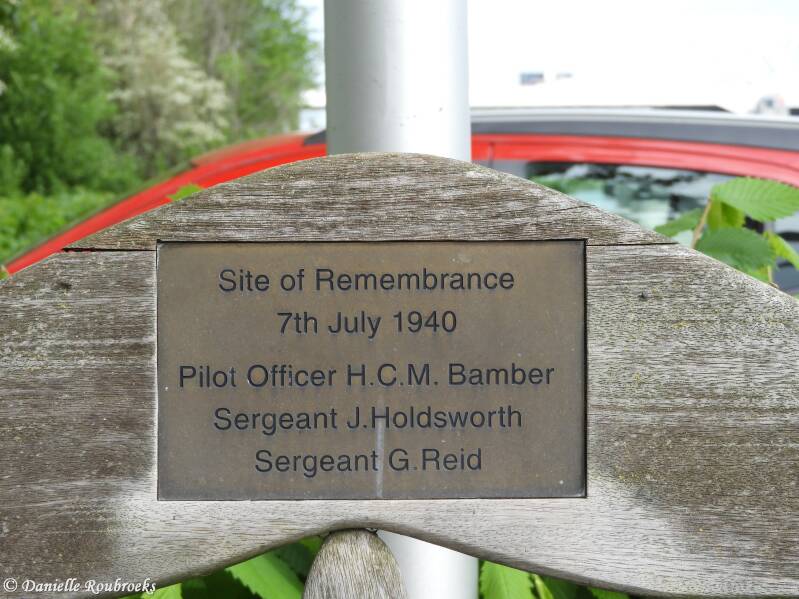 Site of Remembrance
7th July 1940
Pilot Officer H.C.M. Bamber
Sergeant J.Holdsworth
Sergeant G.Reid
© Danielle Roubroeks